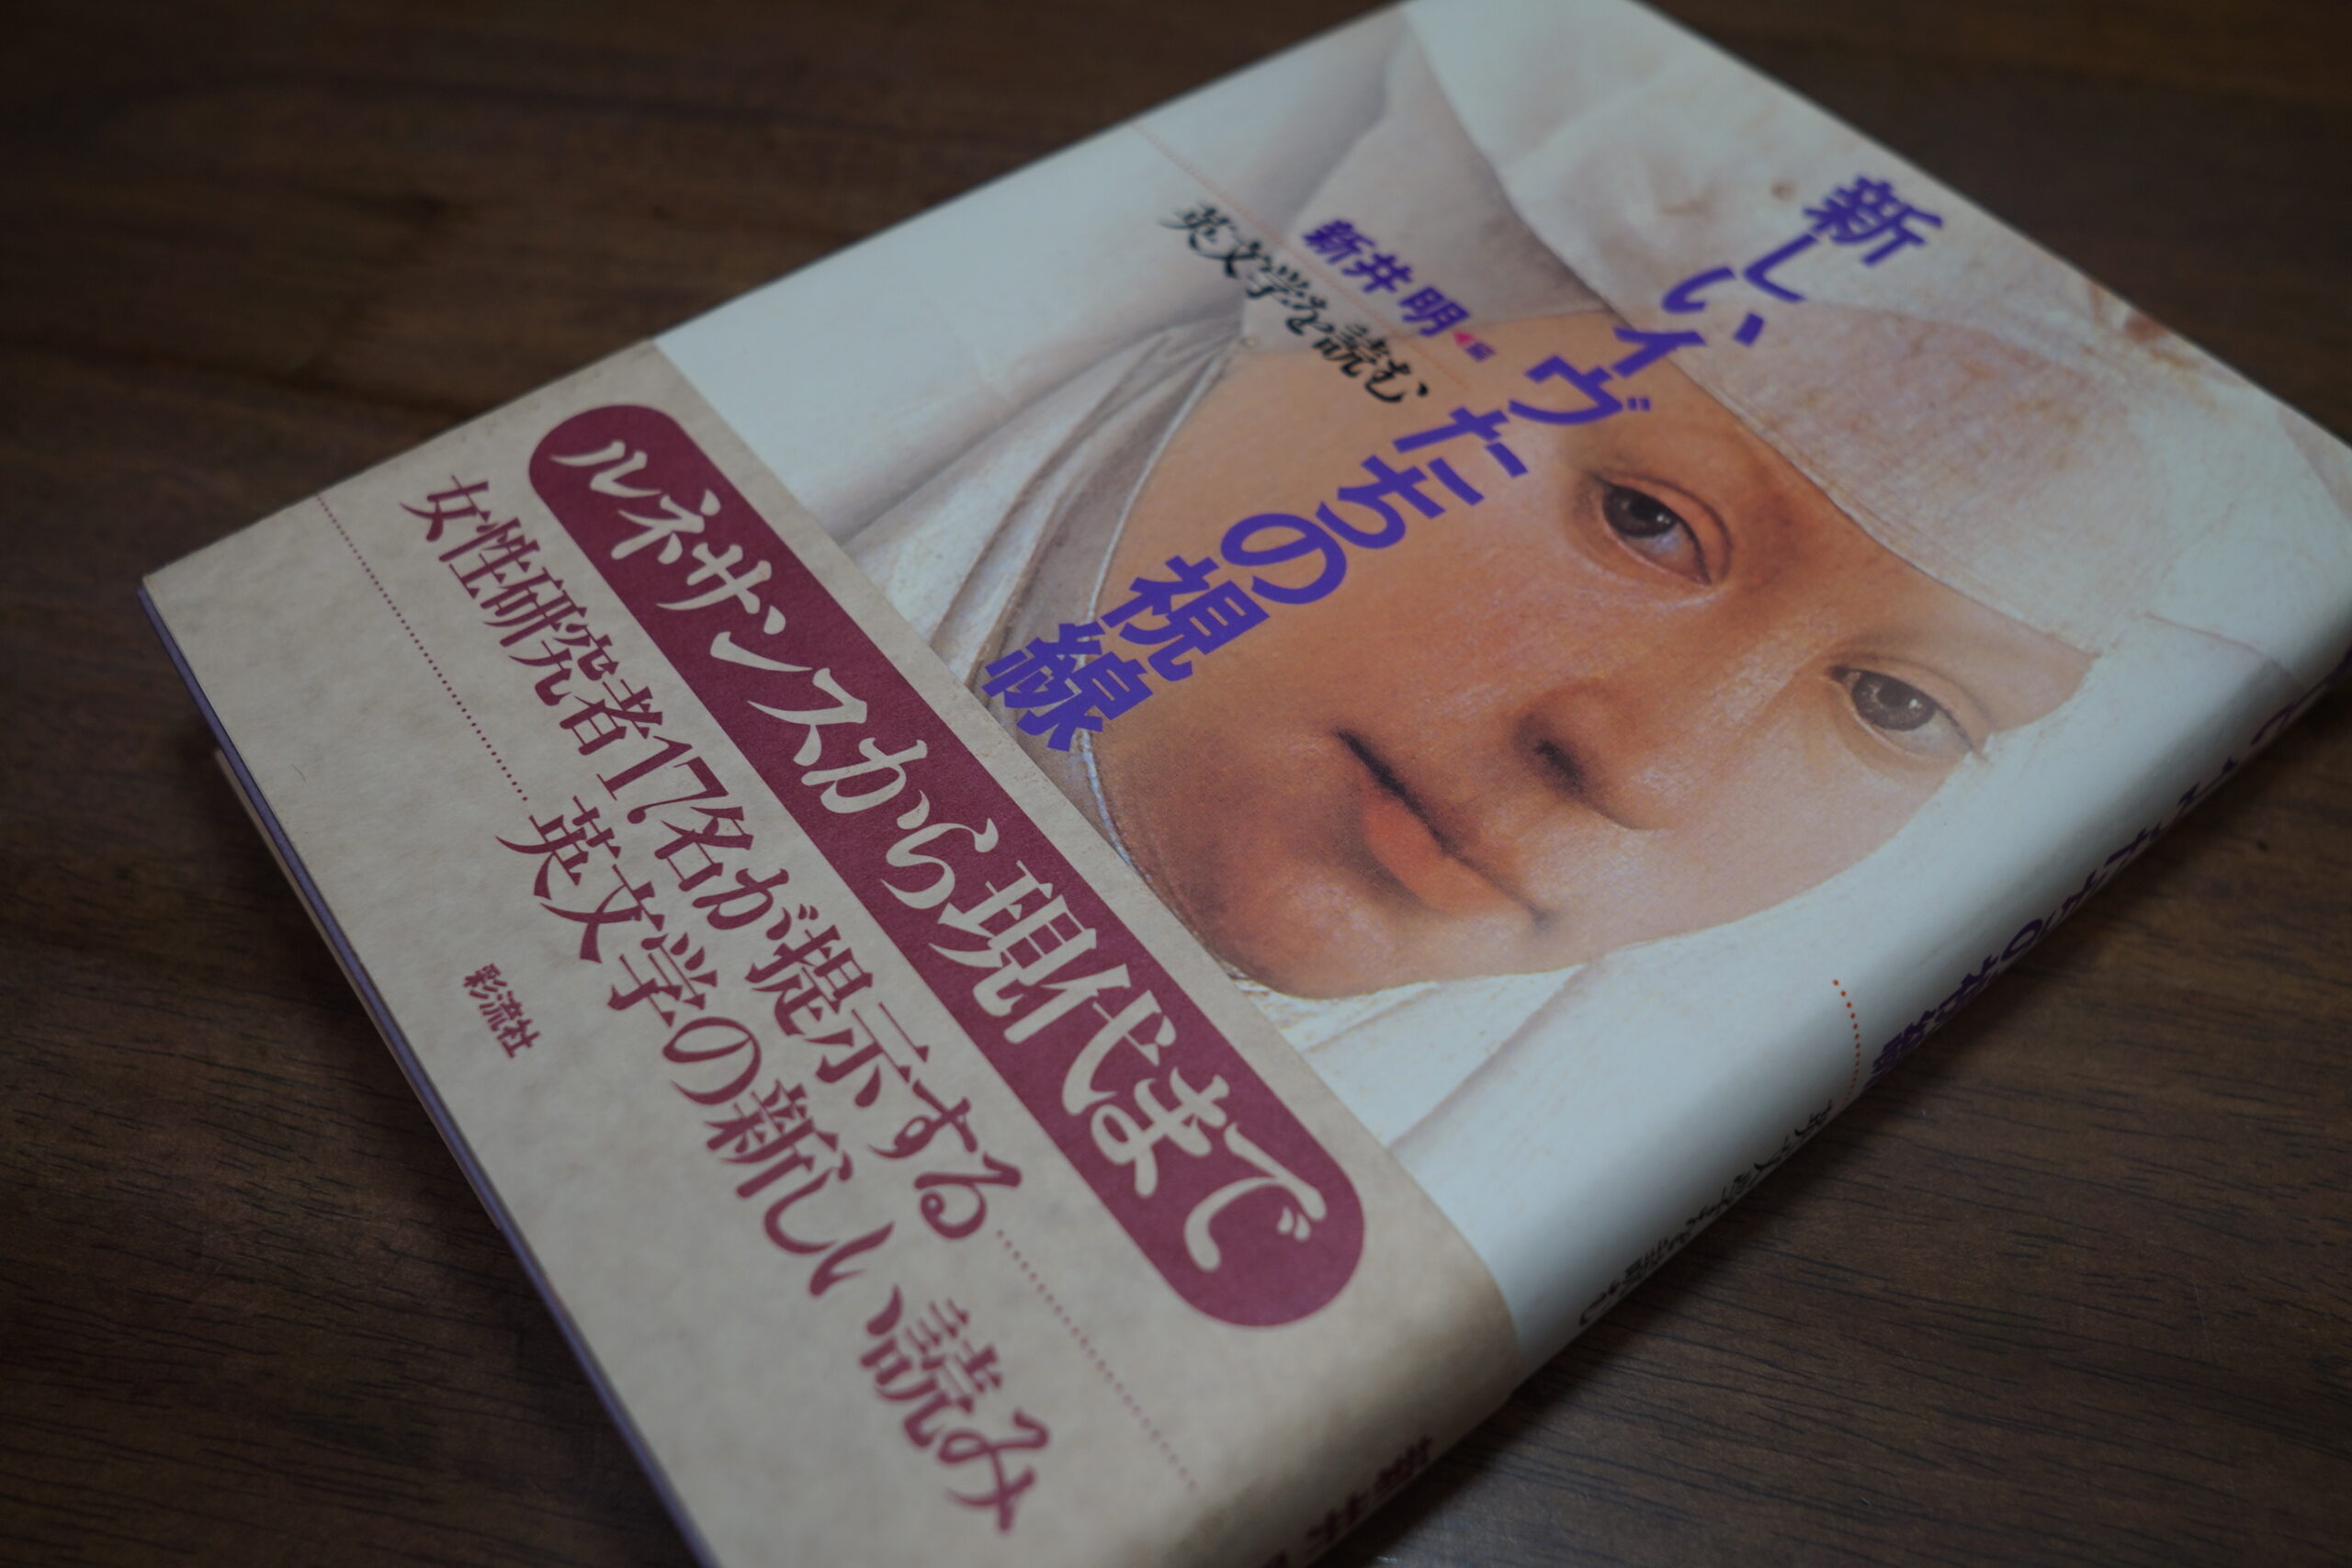 新しいイヴたちの視線
新井 明◀編
英文学を読む
ルネサンスから現代まで
女性研究者17名が提示する
英文学の新しい読み
彩流社